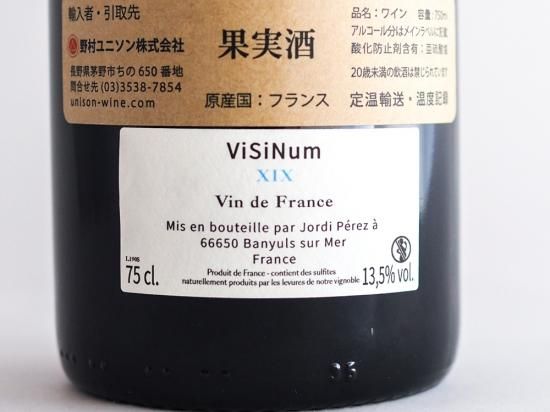 輸入者・引取先
野村ユニソン株式会社
長野県茅野市ちの 650 番地
問合せ先 (03)3538-7854
unison-wine.com
果実酒
原産国：フランス
品名：ワイン 容量：750ml
アルコール分はメインラベルに記載
酸化防止剤含有：亜硫酸塩
20歳未満の飲酒は禁じられています
定温輸送・温度記録
ViSiNum
XIX
Vin de France
Mis en bouteille par Jordi Pérez à
66650 Banyuls sur Mer
France
L1905
75 cl.
Produit de France - contient des sulfites
naturellement produits par les levures de notre vignoble
13,5% vol.